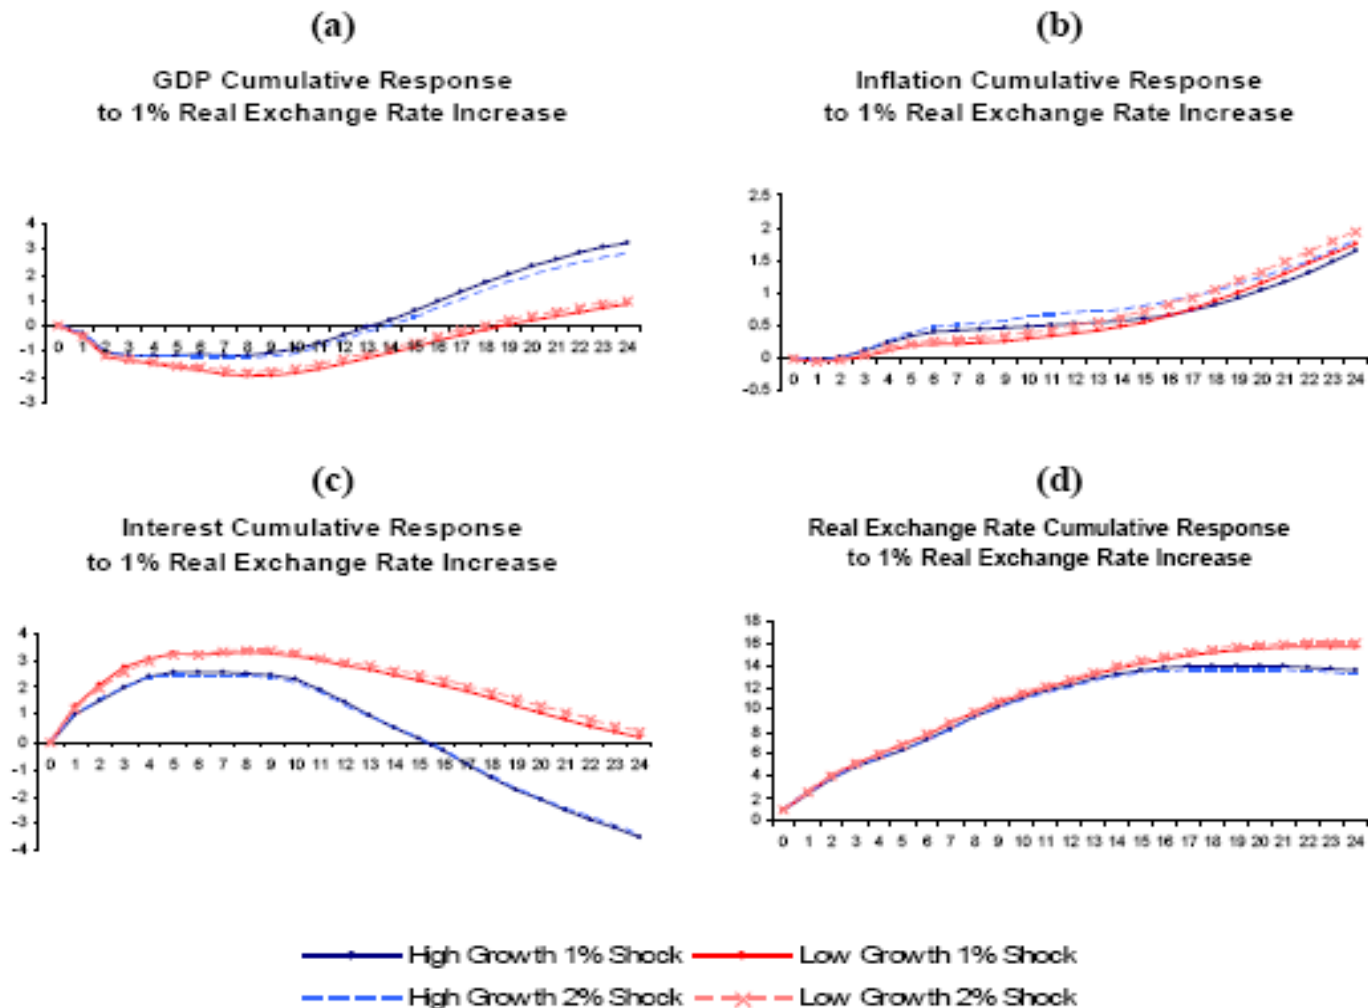 (a)
GDP Cumulative Response
to 1% Real Exchange Rate Increase
4
3
2
1
0
-1
-2
-3
0 1 2 3 4 5 6 7 8 9 10 11 12 13 14 15 16 17 18 19 20 21 22 23 24
(b)
Inflation Cumulative Response
to 1% Real Exchange Rate Increase
2.5
2
1.5
1
0.5
0
-0.5
0 1 2 3 4 5 6 7 8 9 10 11 12 13 14 15 16 17 18 19 20 21 22 23 24
(c)
Interest Cumulative Response
to 1% Real Exchange Rate Increase
4
3
2
1
0
-1
-2
-3
-4
0 1 2 3 4 5 6 7 8 9 10 11 12 13 14 15 16 17 18 19 20 21 22 23 24
(d)
Real Exchange Rate Cumulative Response
to 1% Real Exchange Rate Increase
18
16
14
12
10
8
6
4
2
0
0 1 2 3 4 5 6 7 8 9 10 11 12 13 14 15 16 17 18 19 20 21 22 23 24
High Growth 1% Shock
Low Growth 1% Shock
High Growth 2% Shock
Low Growth 2% Shock